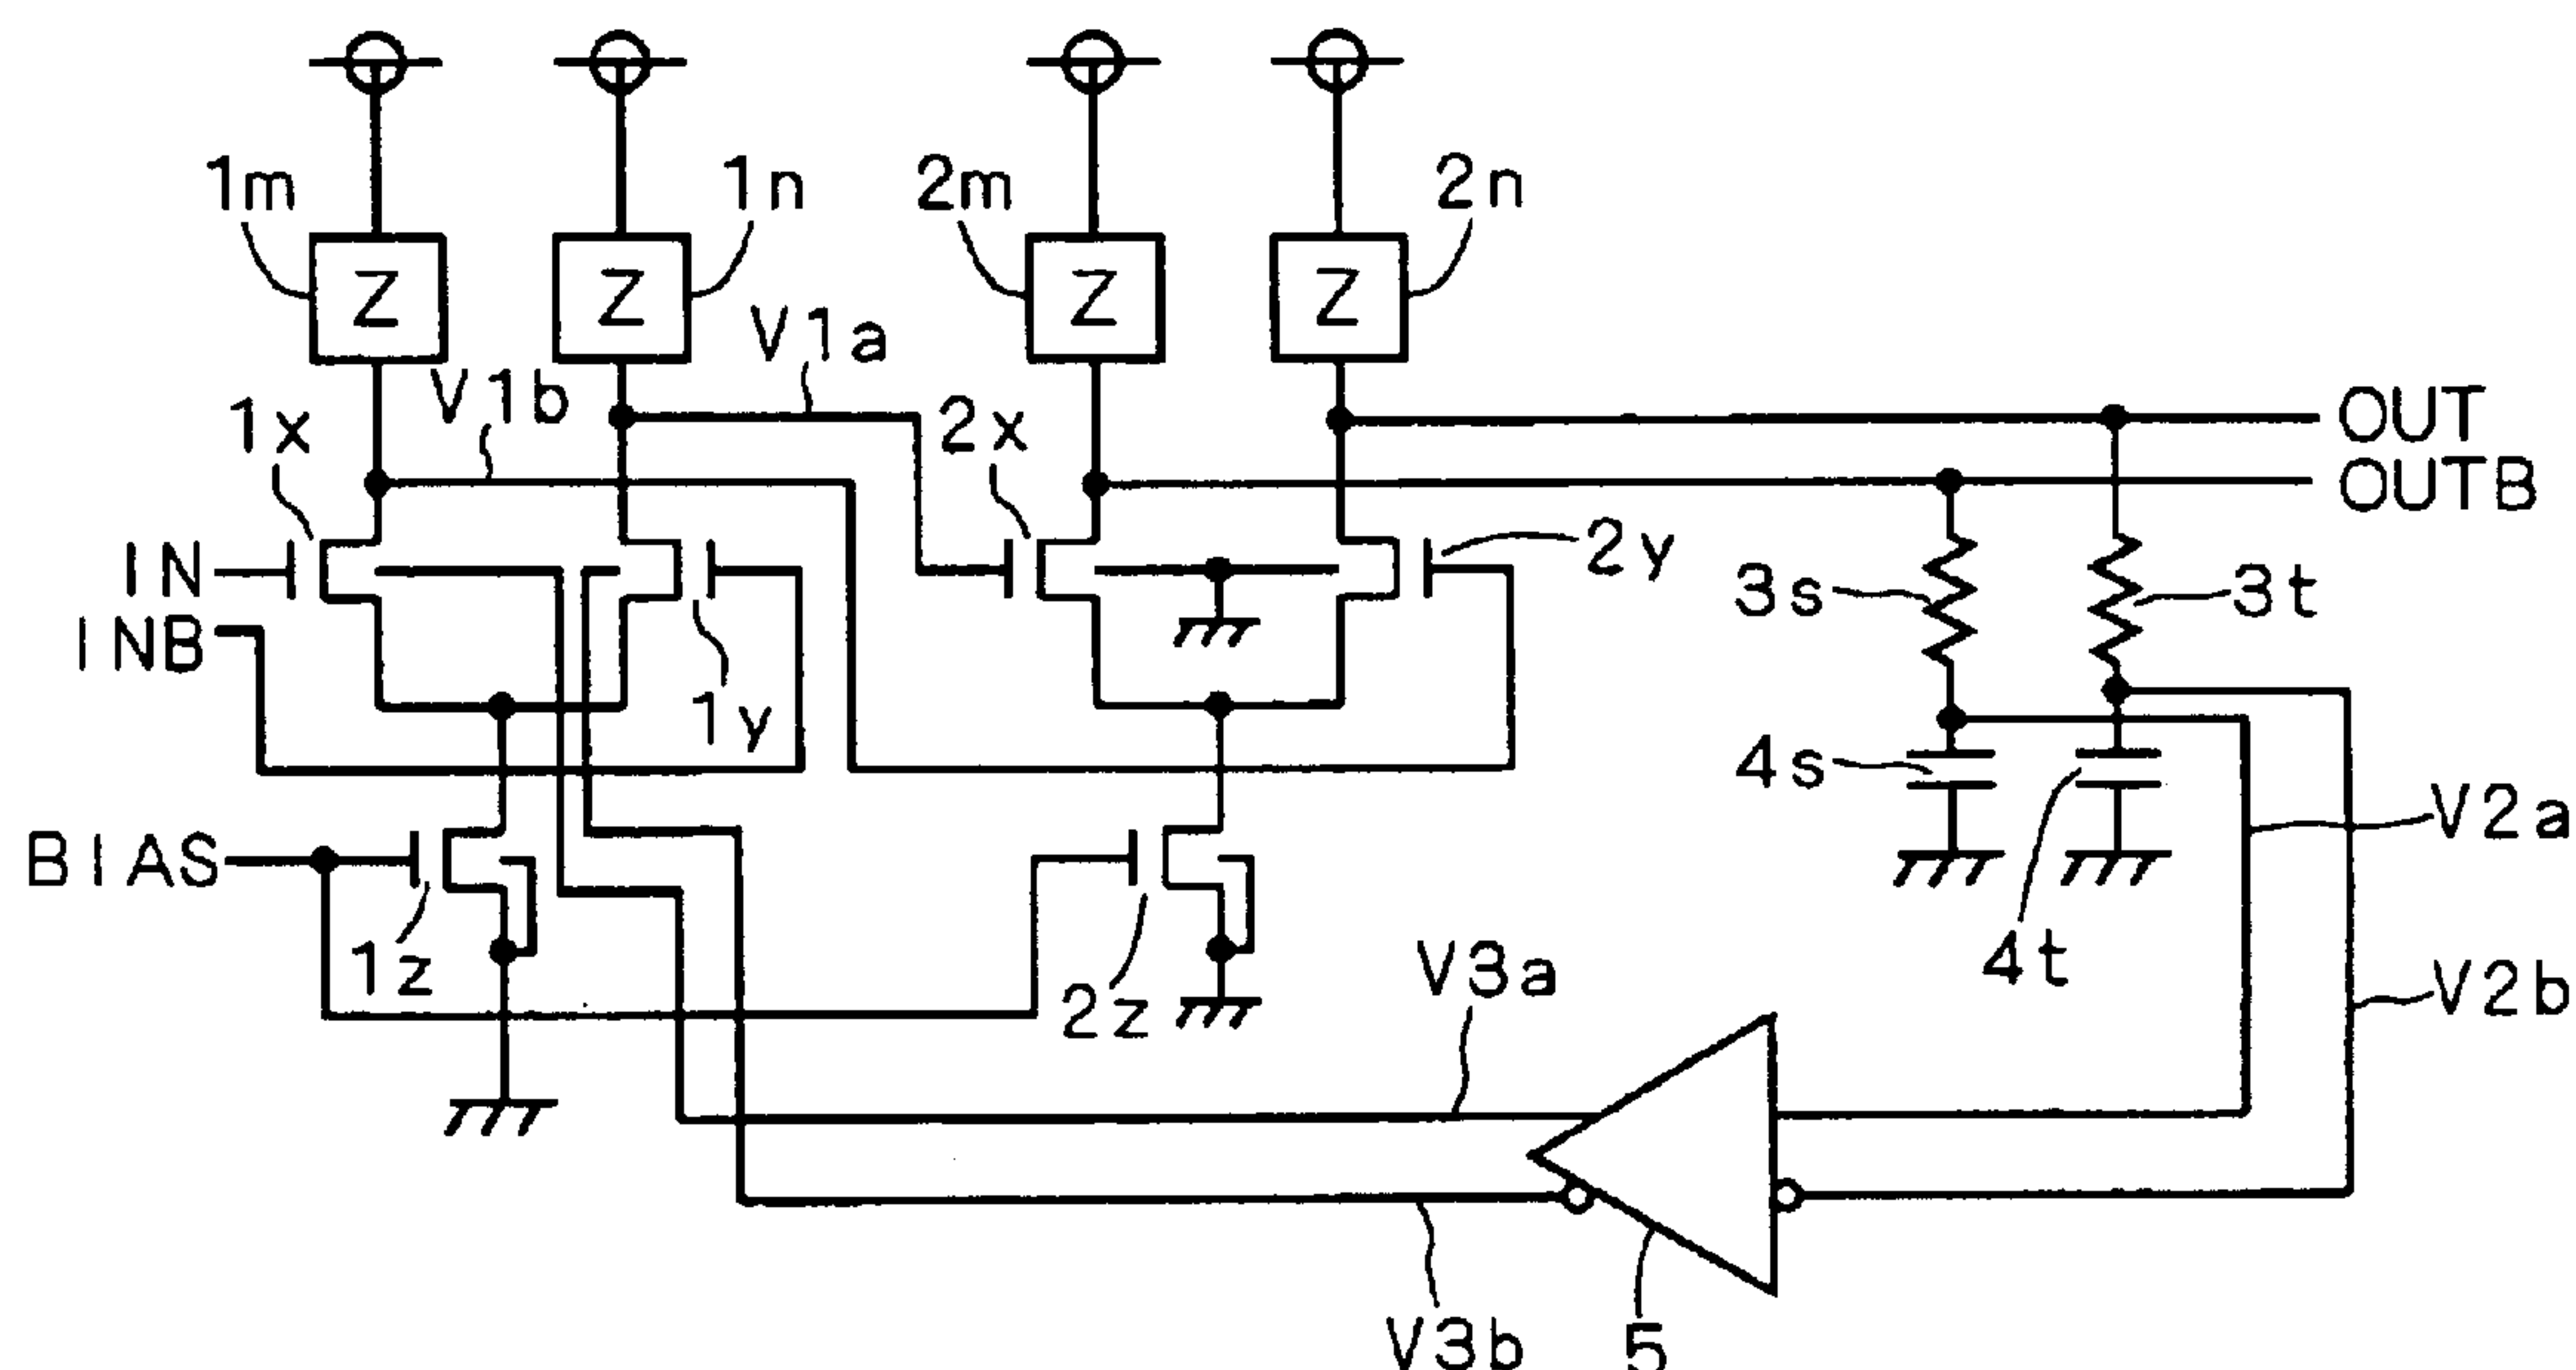 1m
1n
2m
2n
Z
Z
Z
Z
V1a
V1b
1x
2x
OUT
OUTB
IN
INB
2y
3s
3t
1y
4s
V2a
BIAS
1z
2z
V3a
4t
V2b
V3b
5